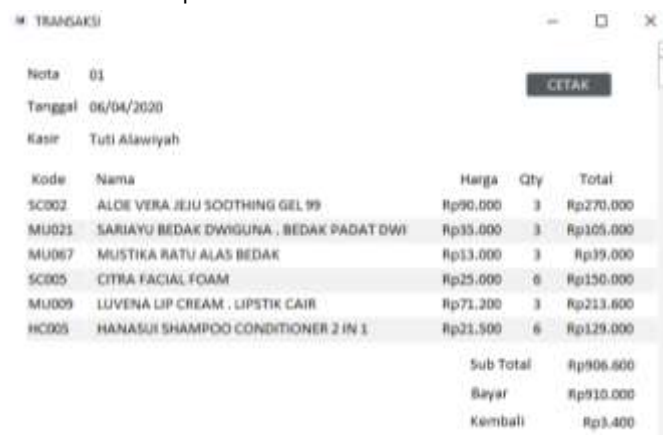 TRANSAKSI
Nota 01
CETAK
Tanggal 06/04/2020
Kasir Tuti Alawiyah
Kode Nama Harga Qty Total
SC002 ALOE VERA JEJU SOOTHING GEL 99 Rp90.000 3 Rp270.000
MU021 SARIAYU BEDAK DWIGUNA . BEDAK PADAT DWI Rp35.000 3 Rp105.000
MU067 MUSTIKA RATU ALAS BEDAK Rp13.000 3 Rp39.000
SC005 CITRA FACIAL FOAM Rp25.000 6 Rp150.000
MU009 LUVENA LIP CREAM . LIPSTIK CAIR Rp71.200 3 Rp213.600
HC005 HANASUI SHAMPOO CONDITIONER 2 IN 1 Rp21.500 6 Rp129.000
Sub Total Rp906.600
Bayar Rp910.000
Kembali Rp3.400